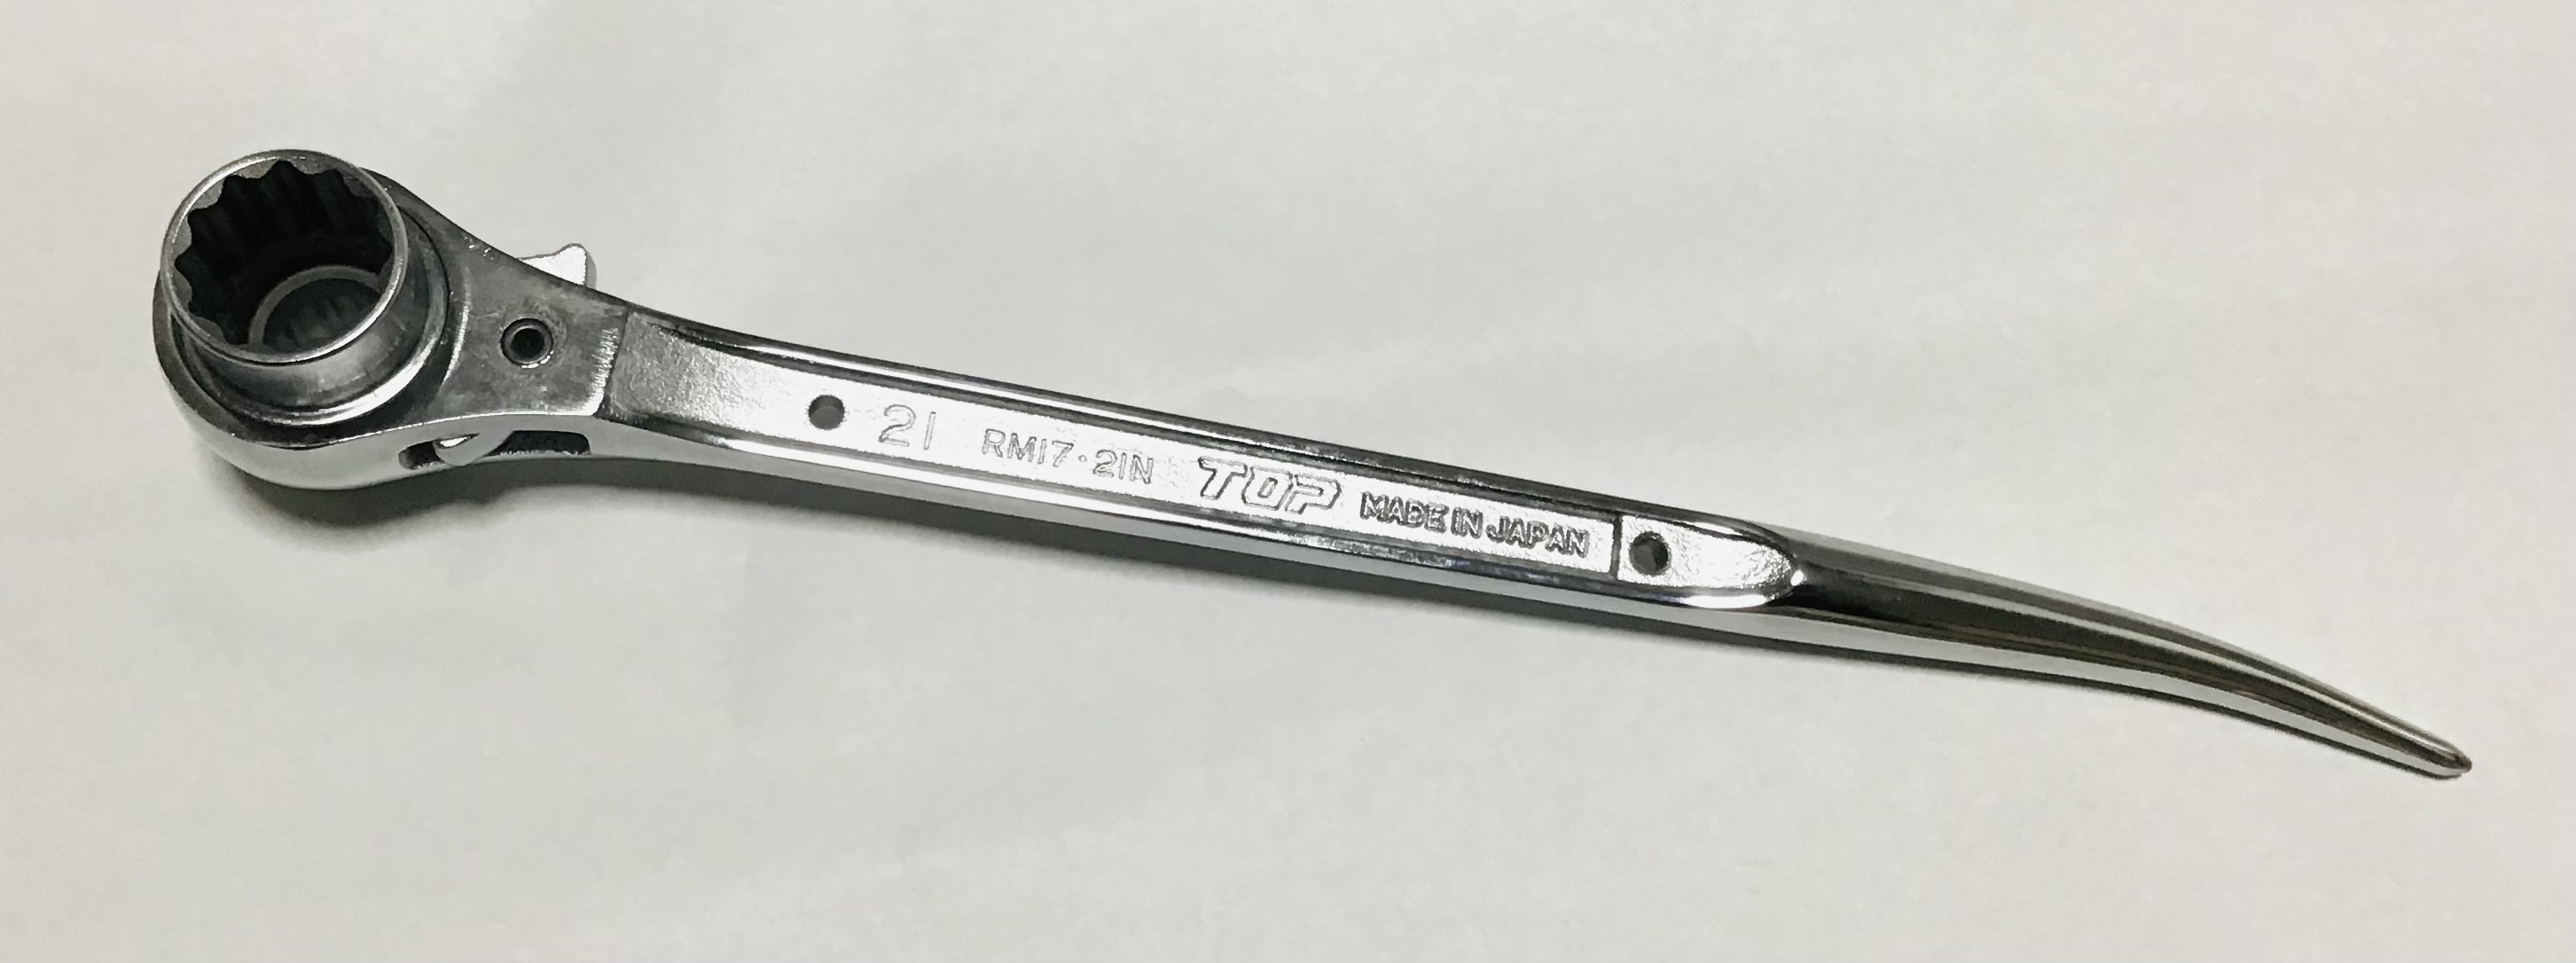 21 RM17・21N TOP MADE IN JAPAN